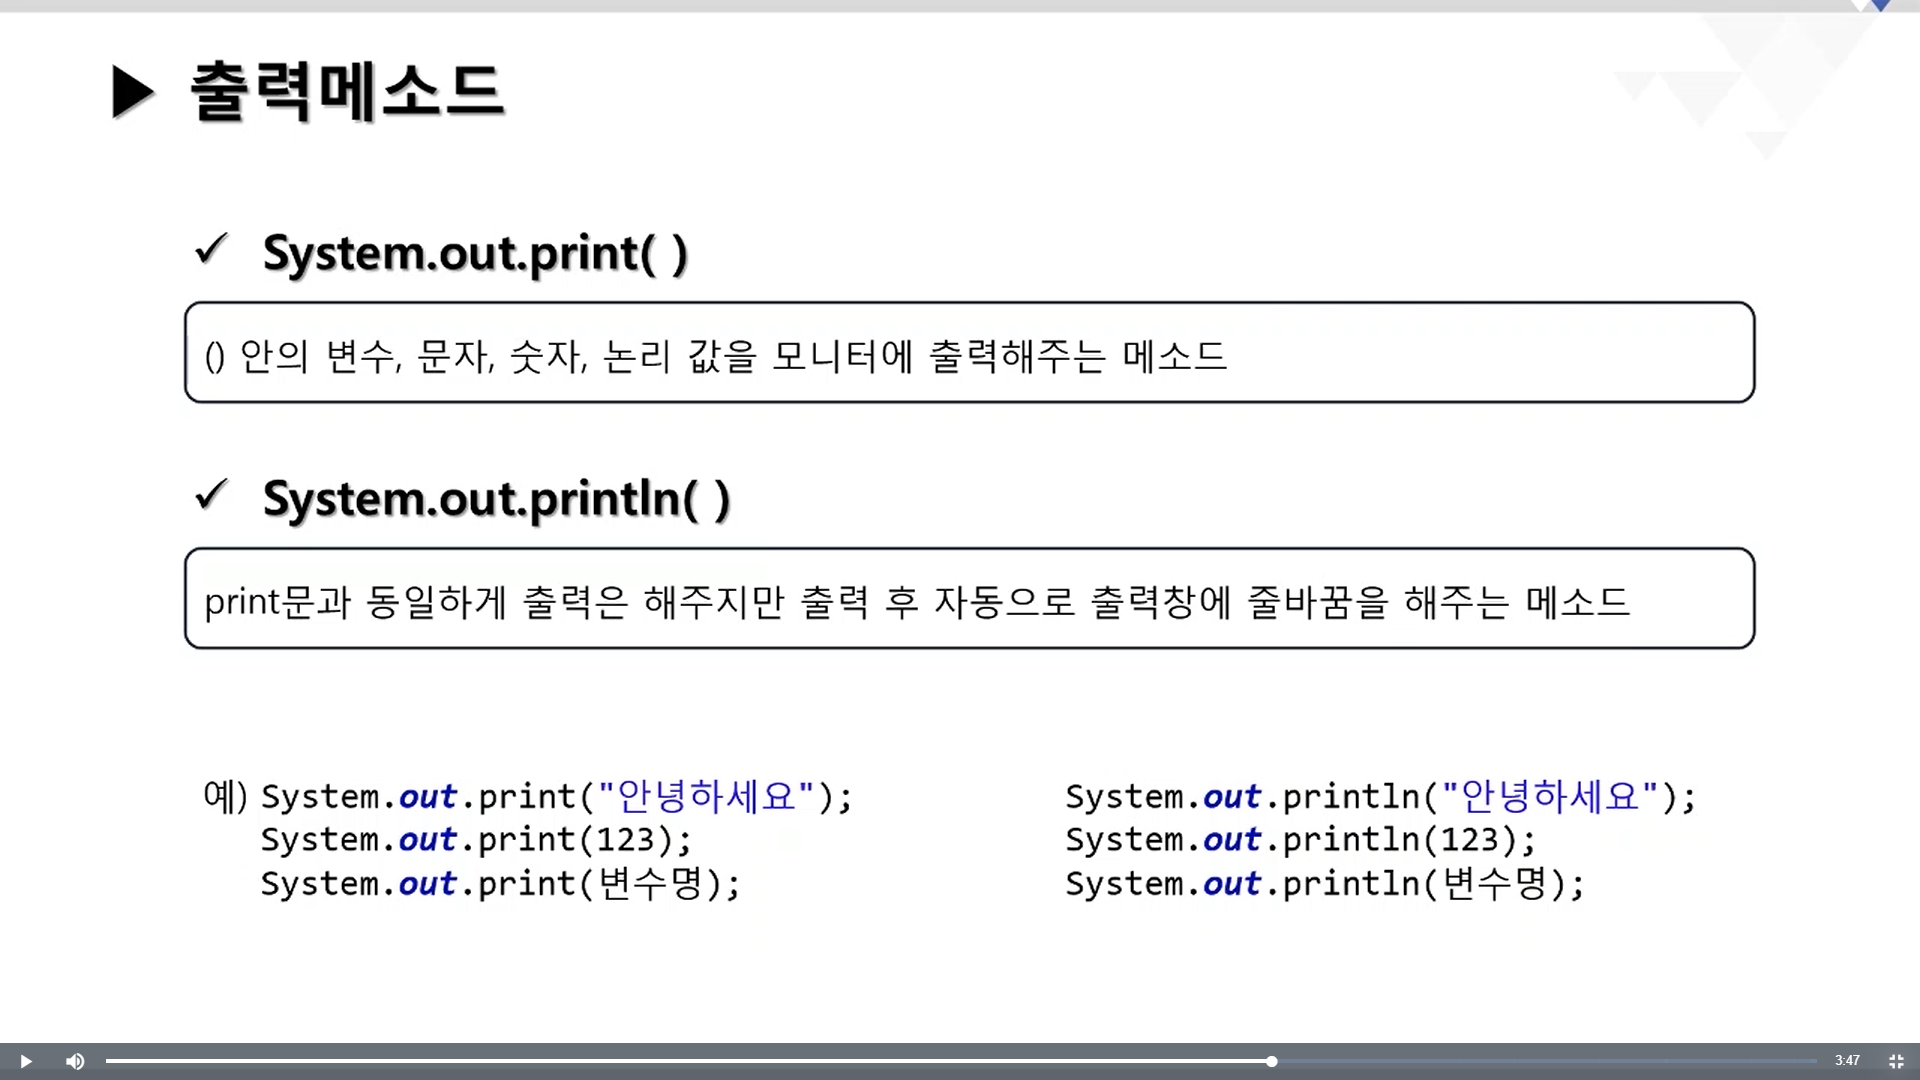 ▶ 출력메소드
✓ System.out.print( )
() 안의 변수, 문자, 숫자, 논리 값을 모니터에 출력해주는 메소드
✓ System.out.println( )
print문과 동일하게 출력은 해주지만 출력 후 자동으로 출력창에 줄바꿈을 해주는 메소드
예) System.out.print("안녕하세요");
System.out.print(123);
System.out.print(변수명);
System.out.println("안녕하세요");
System.out.println(123);
System.out.println(변수명);
3:47